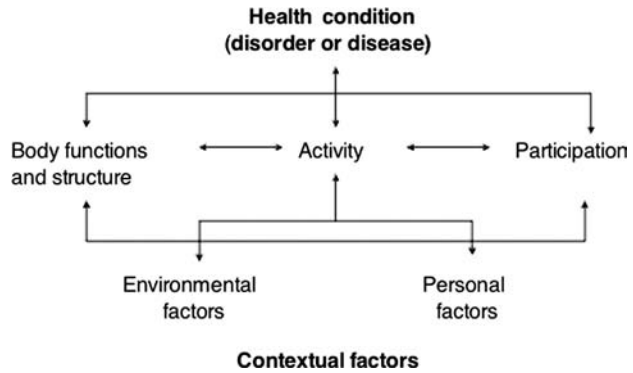 Health condition
(disorder or disease)
Body functions
and structure
Activity
Participation
Environmental
factors
Personal
factors
Contextual factors